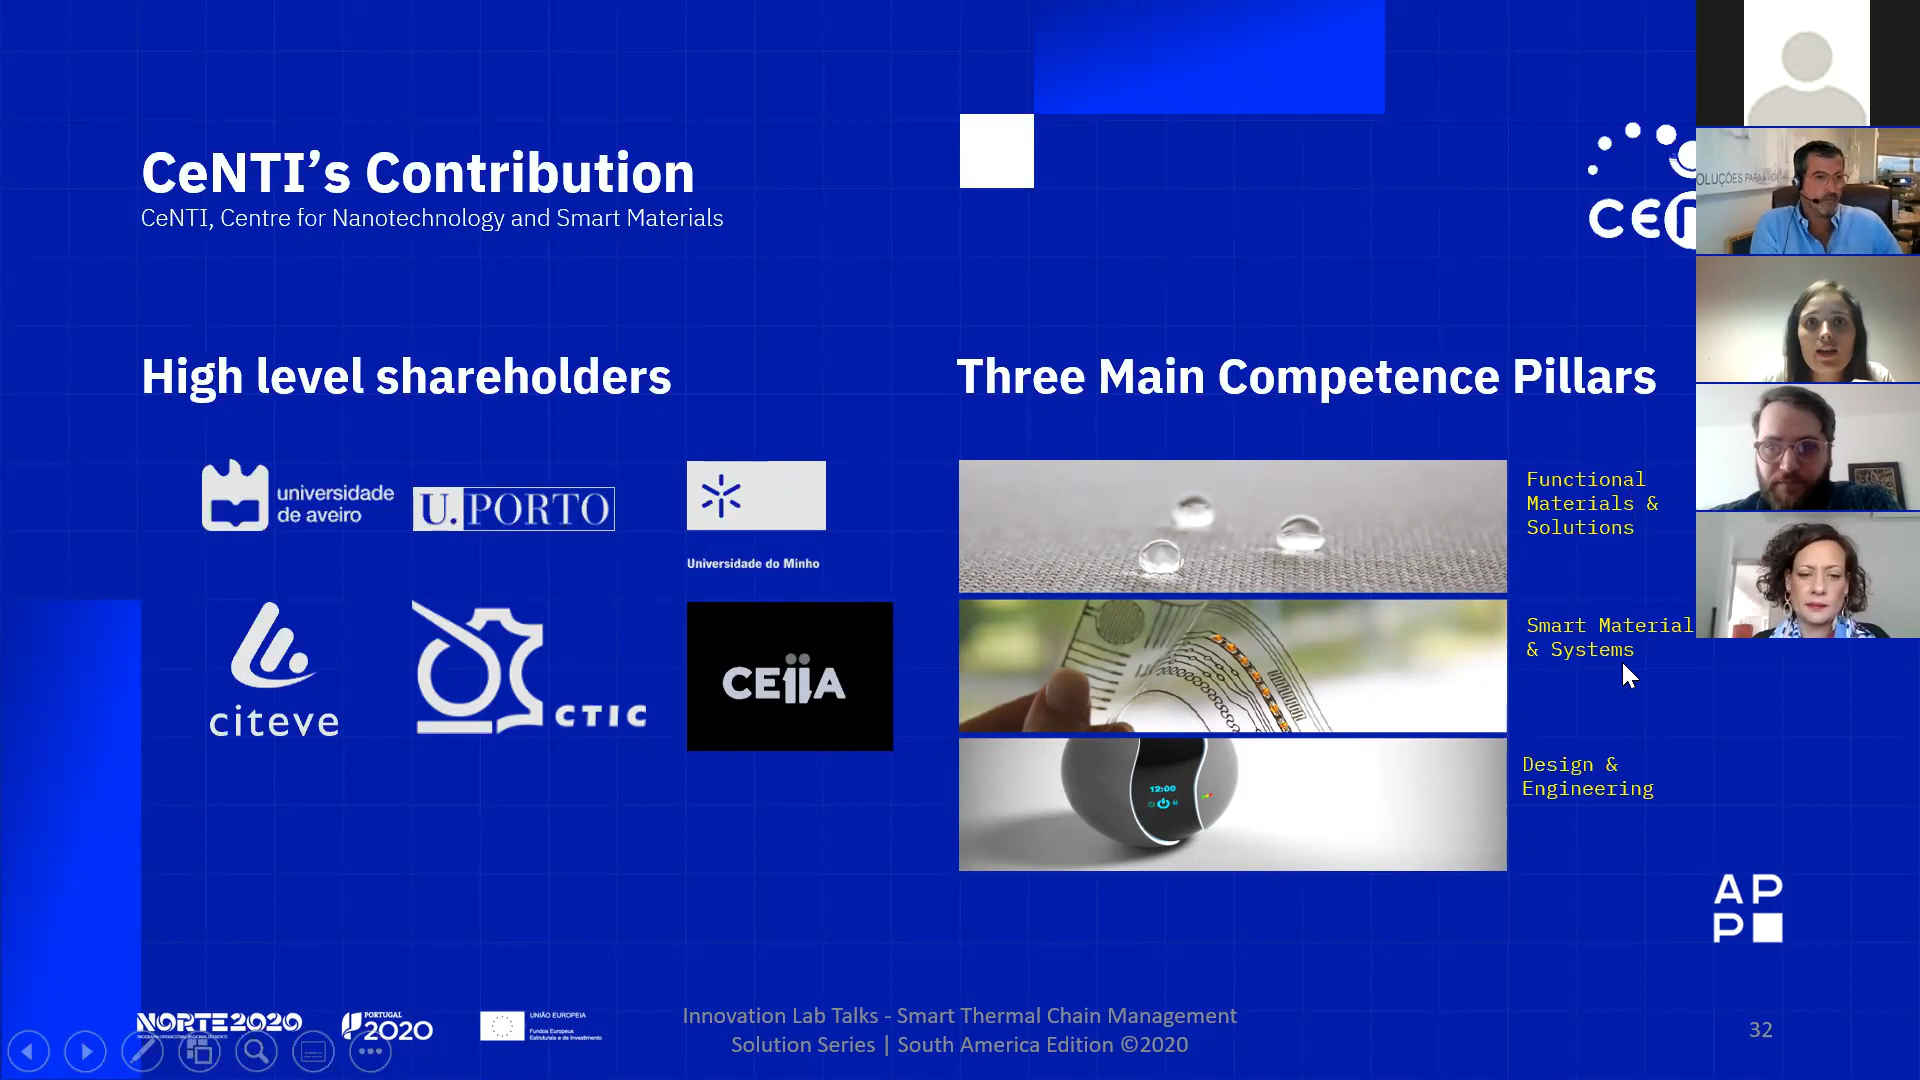 CeNTI’s Contribution
CeNTI, Centre for Nanotechnology and Smart Materials
High level shareholders
universidade
de aveiro
U.PORTO
Universidade do Minho
citeve
CTIC
CEiiA
Three Main Competence Pillars
Functional
Materials &
Solutions
12:00
Smart Material
& Systems
Design &
Engineering
CE
OLUÇÕES PARA
AP
P
NORTE2020
PORTUGAL
2020
UNIÃO EUROPEIA
Fundos Europeus
Estruturais e de Investimento
Innovation Lab Talks - Smart Thermal Chain Management
Solution Series | South America Edition ©2020
32